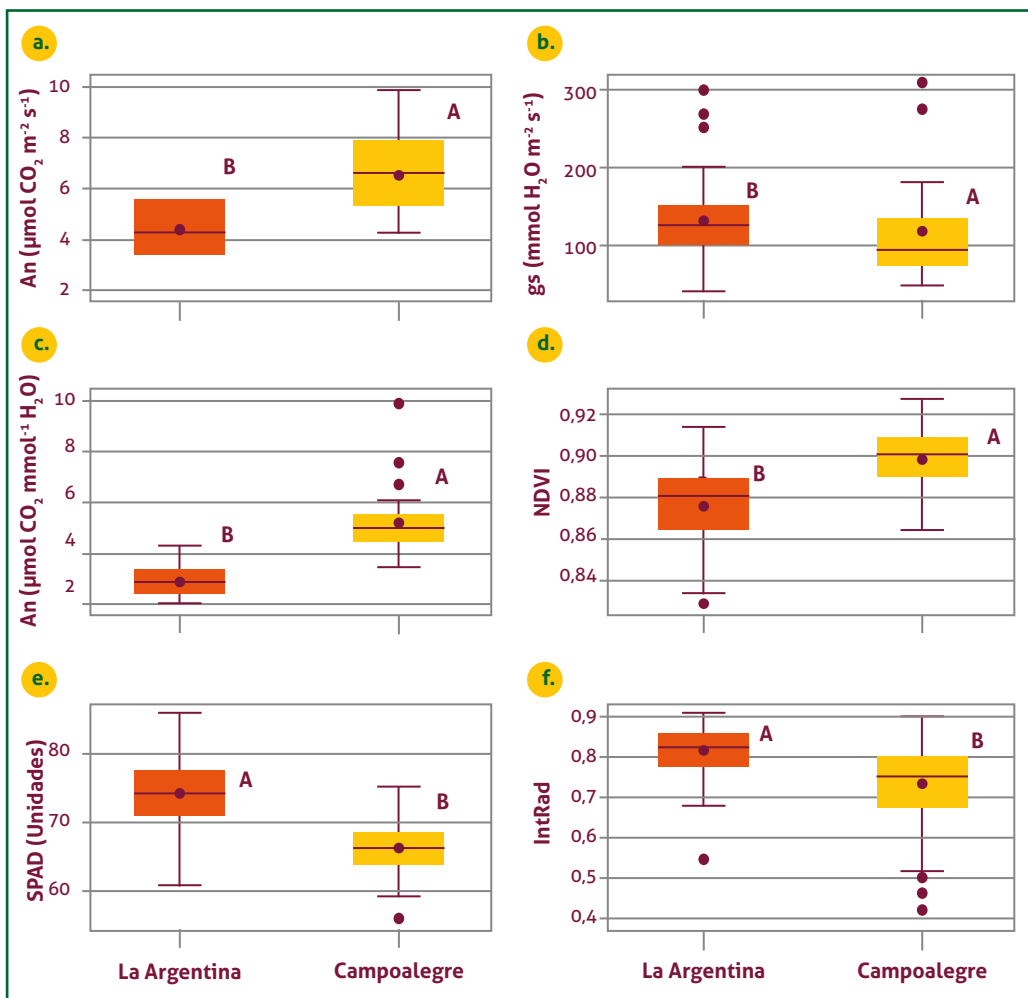 a.
An (µmol CO₂ m⁻² s⁻¹)
10
8
6
4
2
B
A
b.
gs (mmol H₂O m⁻² s⁻¹)
300
200
100
B
A
c.
An (µmol CO₂ mmol⁻¹ H₂O)
10
8
6
4
2
B
A
d.
NDVI
0,92
0,90
0,88
0,86
0,84
B
A
e.
SPAD (Unidades)
80
70
60
A
B
La Argentina
Campoalegre
f.
IntRad
0,9
0,8
0,7
0,6
0,5
0,4
A
B
La Argentina
Campoalegre